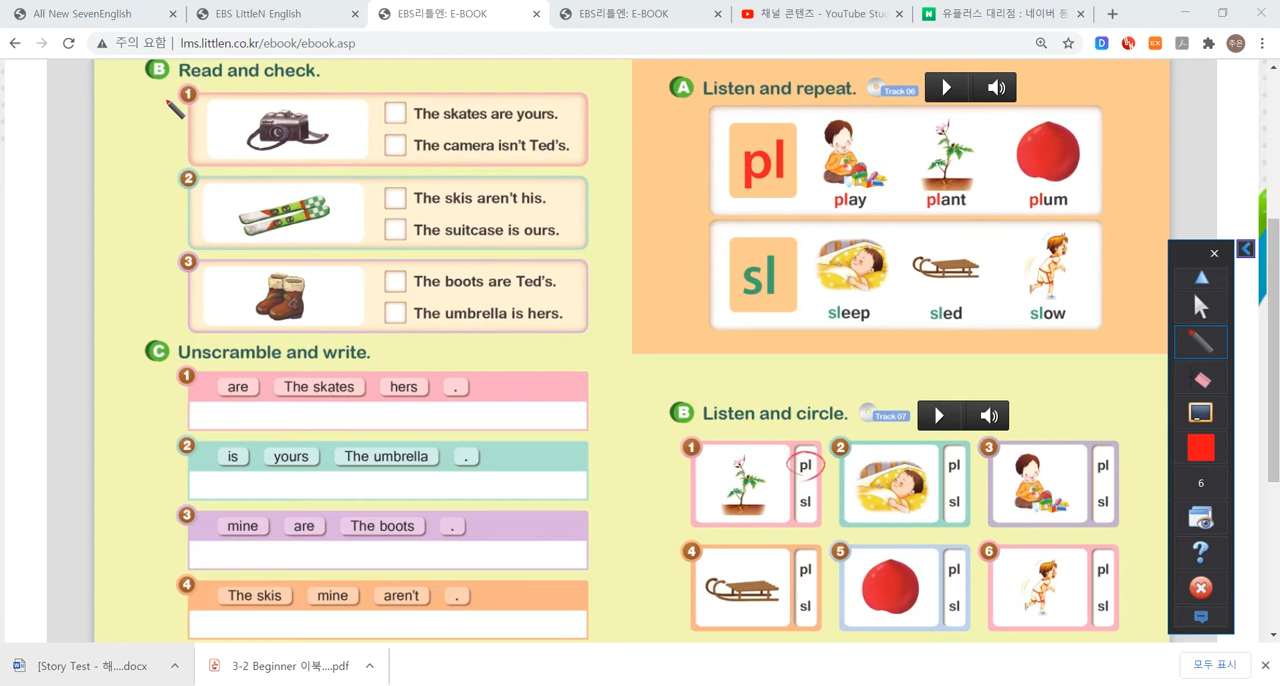 All New SevenEnglish
EBS LittleN English
EBS리틀엔: E-BOOK
EBS리틀엔: E-BOOK
채널 콘텐츠 - YouTube Stu
유플러스 대리점 : 네이버 통
주의 요함
lms.littlen.co.kr/ebook/ebook.asp
주은
B Read and check.
1
The skates are yours.
The camera isn't Ted's.
2
The skis aren't his.
The suitcase is ours.
3
The boots are Ted's.
The umbrella is hers.
C Unscramble and write.
1
are The skates hers .
2
is yours The umbrella .
3
mine are The boots .
4
The skis mine aren't .
A Listen and repeat. Track 06
pl
play plant plum
sl
sleep sled slow
B Listen and circle. Track 07
1 pl sl
2 pl sl
3 pl sl
4 pl sl
5 pl sl
6 pl sl
6
[Story Test - 해....docx
3-2 Beginner 이북....pdf
모두 표시